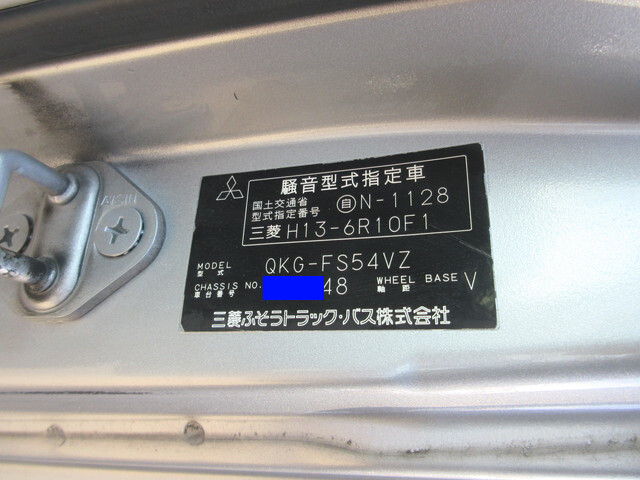 AISIN
騒音型式指定車
国土交通省
型式指定番号 自N-1128
三菱 H13-6R10F1
MODEL
型式 QKG-FS54VZ
CHASSIS NO. 48 WHEEL BASE V
車台番号 軸距
三菱ふそうトラック・バス株式会社